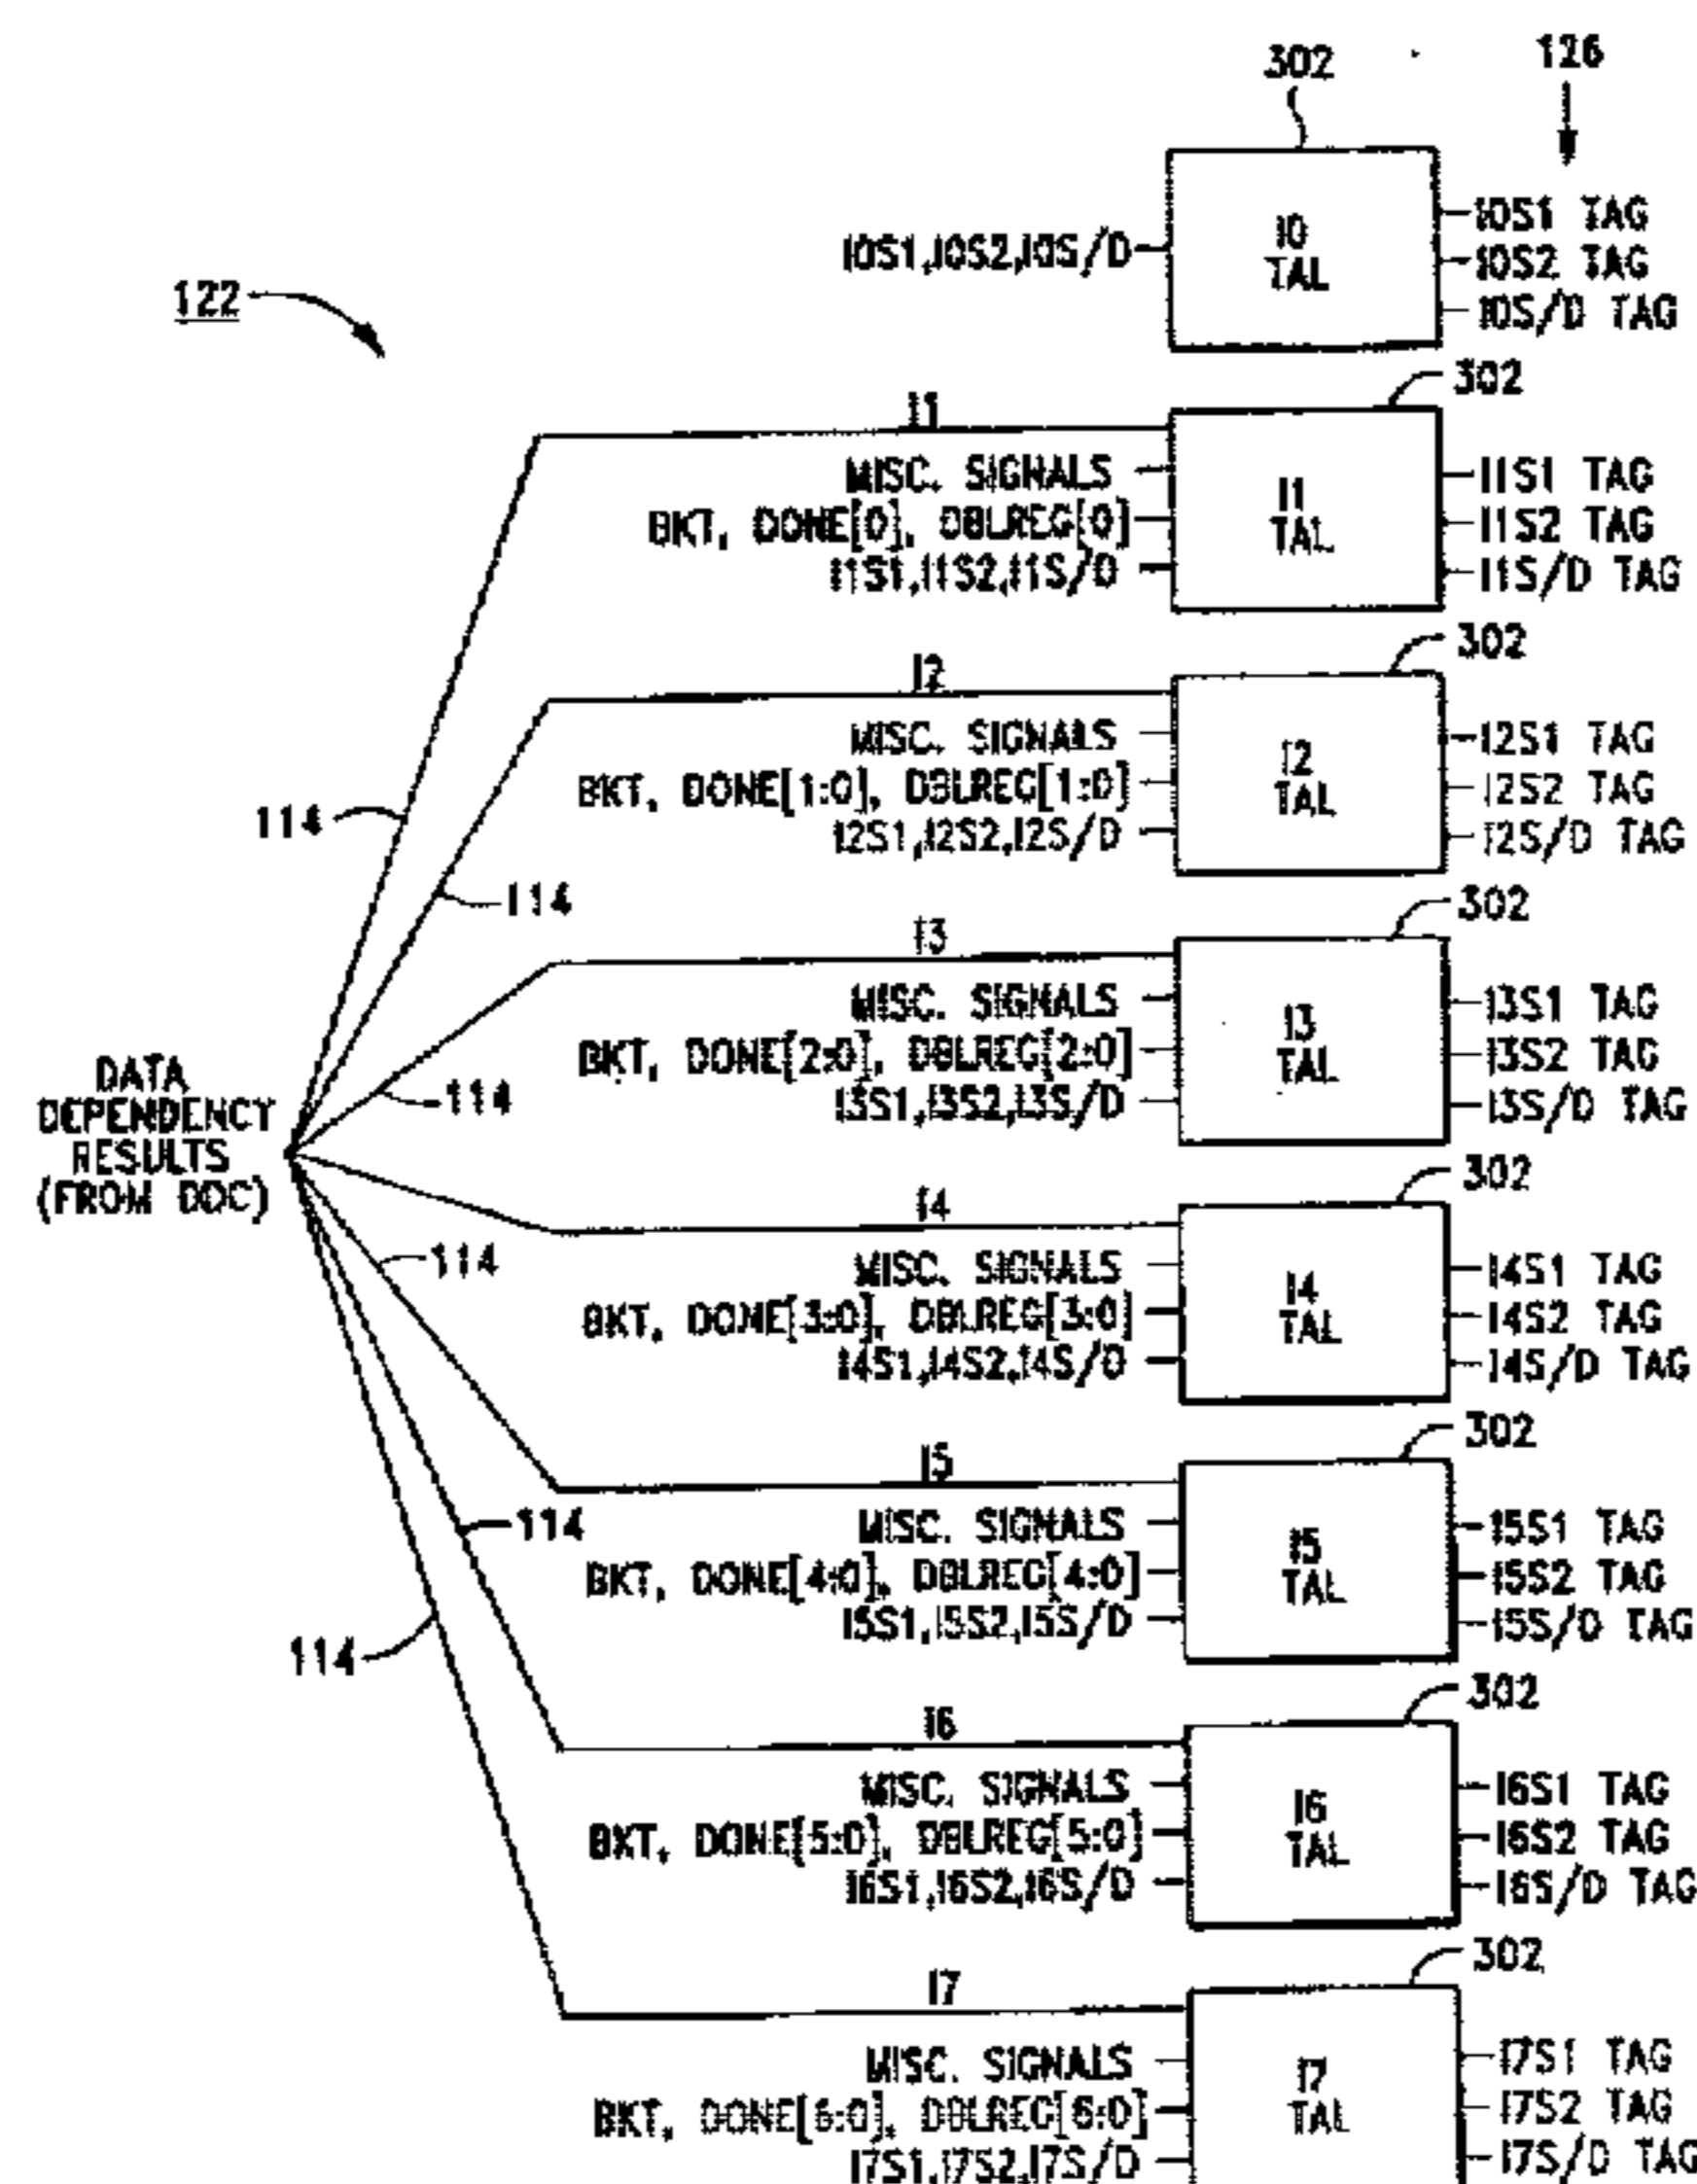 302
126
I0S1,I0S2,I0S/D
I0
TAL
I0S1 TAG
I0S2 TAG
I0S/D TAG
122
302
I1
MISC. SIGNALS
BKT, DONE[0], DBLREG[0]
I1S1,I1S2,I1S/D
I1
TAL
I1S1 TAG
I1S2 TAG
I1S/D TAG
302
I2
MISC. SIGNALS
BKT, DONE[1:0], DBLREG[1:0]
I2S1,I2S2,I2S/D
I2
TAL
I2S1 TAG
I2S2 TAG
I2S/D TAG
114
114
302
I3
MISC. SIGNALS
BKT, DONE[2:0], DBLREG[2:0]
I3S1,I3S2,I3S/D
I3
TAL
I3S1 TAG
I3S2 TAG
I3S/D TAG
114
DATA
DEPENDENCY
RESULTS
(FROM DDC)
302
I4
MISC. SIGNALS
BKT, DONE[3:0], DBLREG[3:0]
I4S1,I4S2,I4S/D
I4
TAL
I4S1 TAG
I4S2 TAG
I4S/D TAG
114
302
I5
MISC. SIGNALS
BKT, DONE[4:0], DBLREG[4:0]
I5S1,I5S2,I5S/D
I5
TAL
I5S1 TAG
I5S2 TAG
I5S/D TAG
114
114
302
I6
MISC. SIGNALS
BKT, DONE[5:0], DBLREG[5:0]
I6S1,I6S2,I6S/D
I6
TAL
I6S1 TAG
I6S2 TAG
I6S/D TAG
302
I7
MISC. SIGNALS
BKT, DONE[6:0], DBLREG[6:0]
I7S1,I7S2,I7S/D
I7
TAL
I7S1 TAG
I7S2 TAG
I7S/D TAG